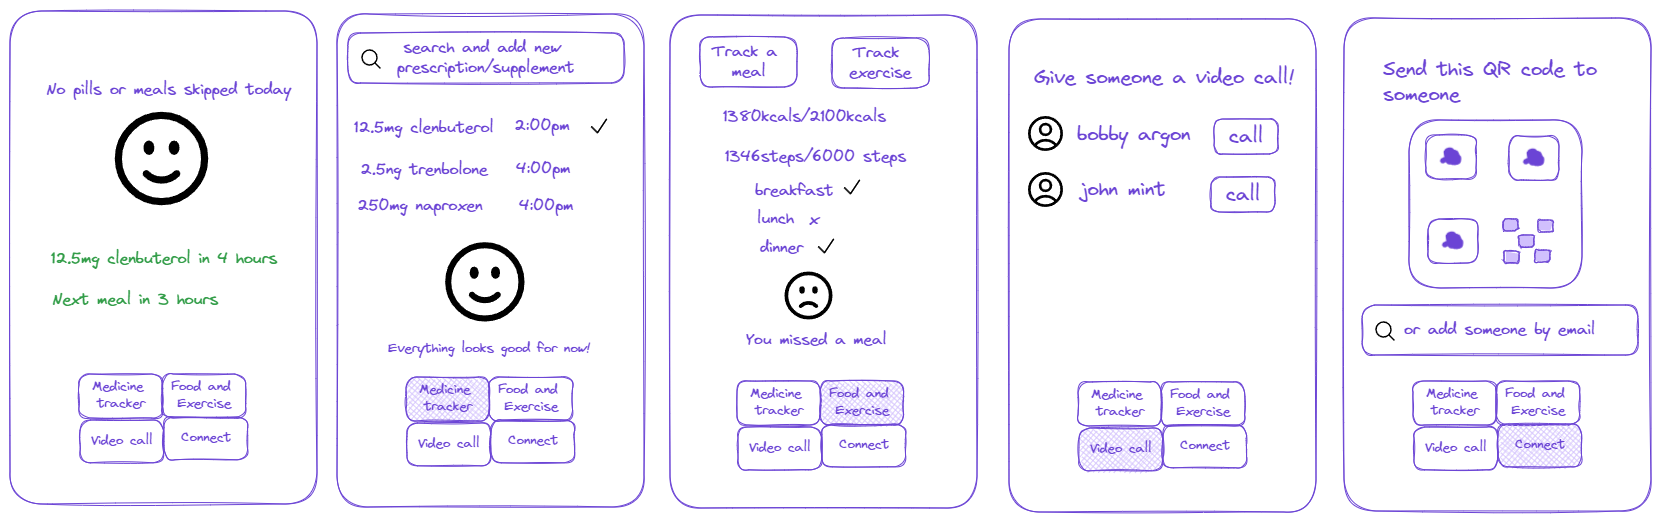 No pills or meals skipped today
12.5mg clenbuterol in 4 hours
Next meal in 3 hours
Medicine
tracker
Food and
Exercise
Video call
Connect
search and add new
prescription/supplement
12.5mg clenbuterol 2:00pm
2.5ng trenbolone 4:00pm
250mg naproxen 4:00pm
Everything looks good for now!
Medicine
tracker
Food and
Exercise
Video call
Connect
Track a
meal
Track
exercise
1380kcals/2100kcals
1346steps/6000 steps
breakfast
lunch x
dinner
You missed a meal
Medicine
tracker
Food and
Exercise
Video call
Connect
Give someone a video call!
bobby argon call
john mint call
Medicine
tracker
Food and
Exercise
Video call
Connect
Send this QR code to
someone
or add someone by email
Medicine
tracker
Food and
Exercise
Video call
Connect